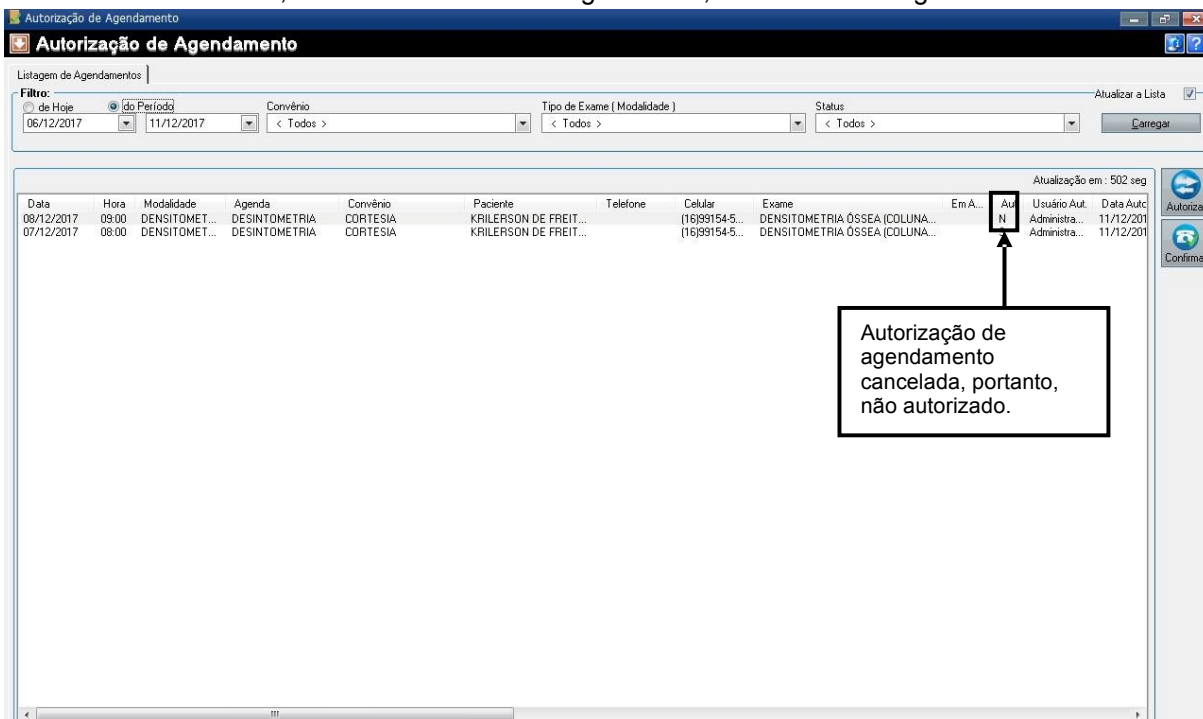 Autorização de Agendamento
Autorização de Agendamento
Listagem de Agendamentos
Filtro: Atualizar a Lista
de Hoje do Período Convênio Tipo de Exame ( Modalidade ) Status
06/12/2017 11/12/2017 < Todos > < Todos > < Todos > Carregar
Atualização em : 502 seg
Data Hora Modalidade Agenda Convênio Paciente Telefone Celular Exame Em A... Aut Usuário Aut. Data Auto
08/12/2017 09:00 DENSITOMET... DESINTOMETRIA CORTESIA KRILERSON DE FREIT... (16)99154-5... DENSITOMETRIA ÓSSEA (COLUNA... N Administra... 11/12/201
07/12/2017 08:00 DENSITOMET... DESINTOMETRIA CORTESIA KRILERSON DE FREIT... (16)99154-5... DENSITOMETRIA ÓSSEA (COLUNA... Administra... 11/12/201
Autoriza
Confirma
Autorização de
agendamento
cancelada, portanto,
não autorizado.